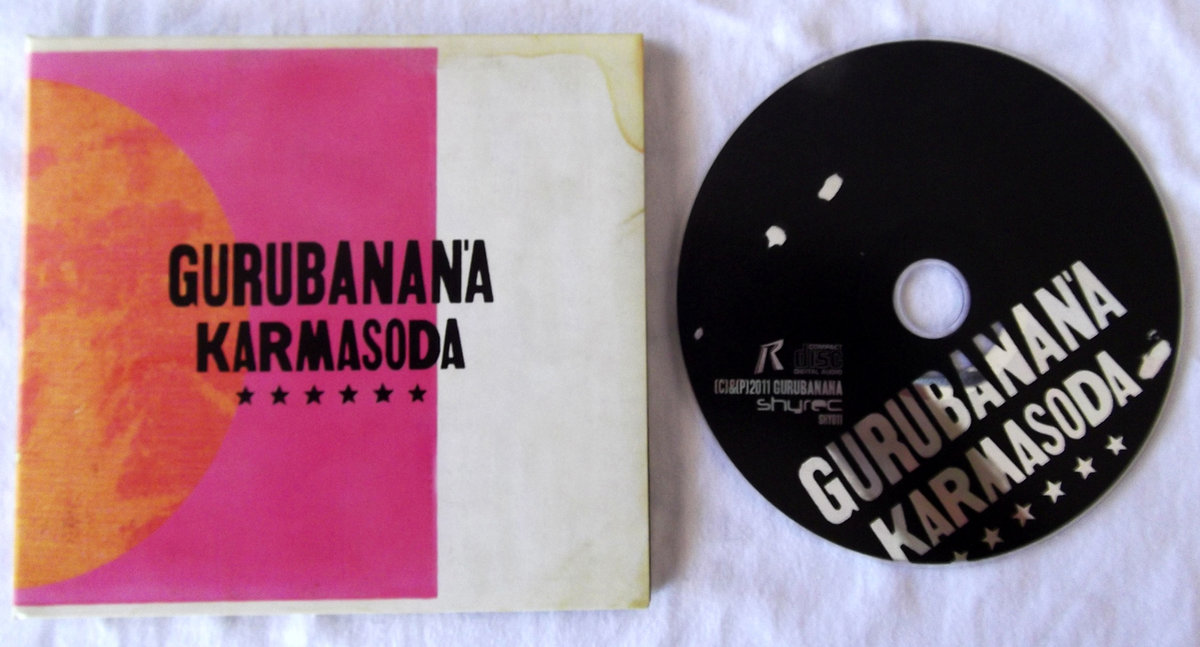 GURUBANAN'A
KARMASODA
★★★★★★
R
COMPACT
disc
DIGITAL AUDIO
(C)&(P)2011 GURUBANANA
shyrec
SHY011
GURUBANAN'A
KARMASODA
★★★★★★